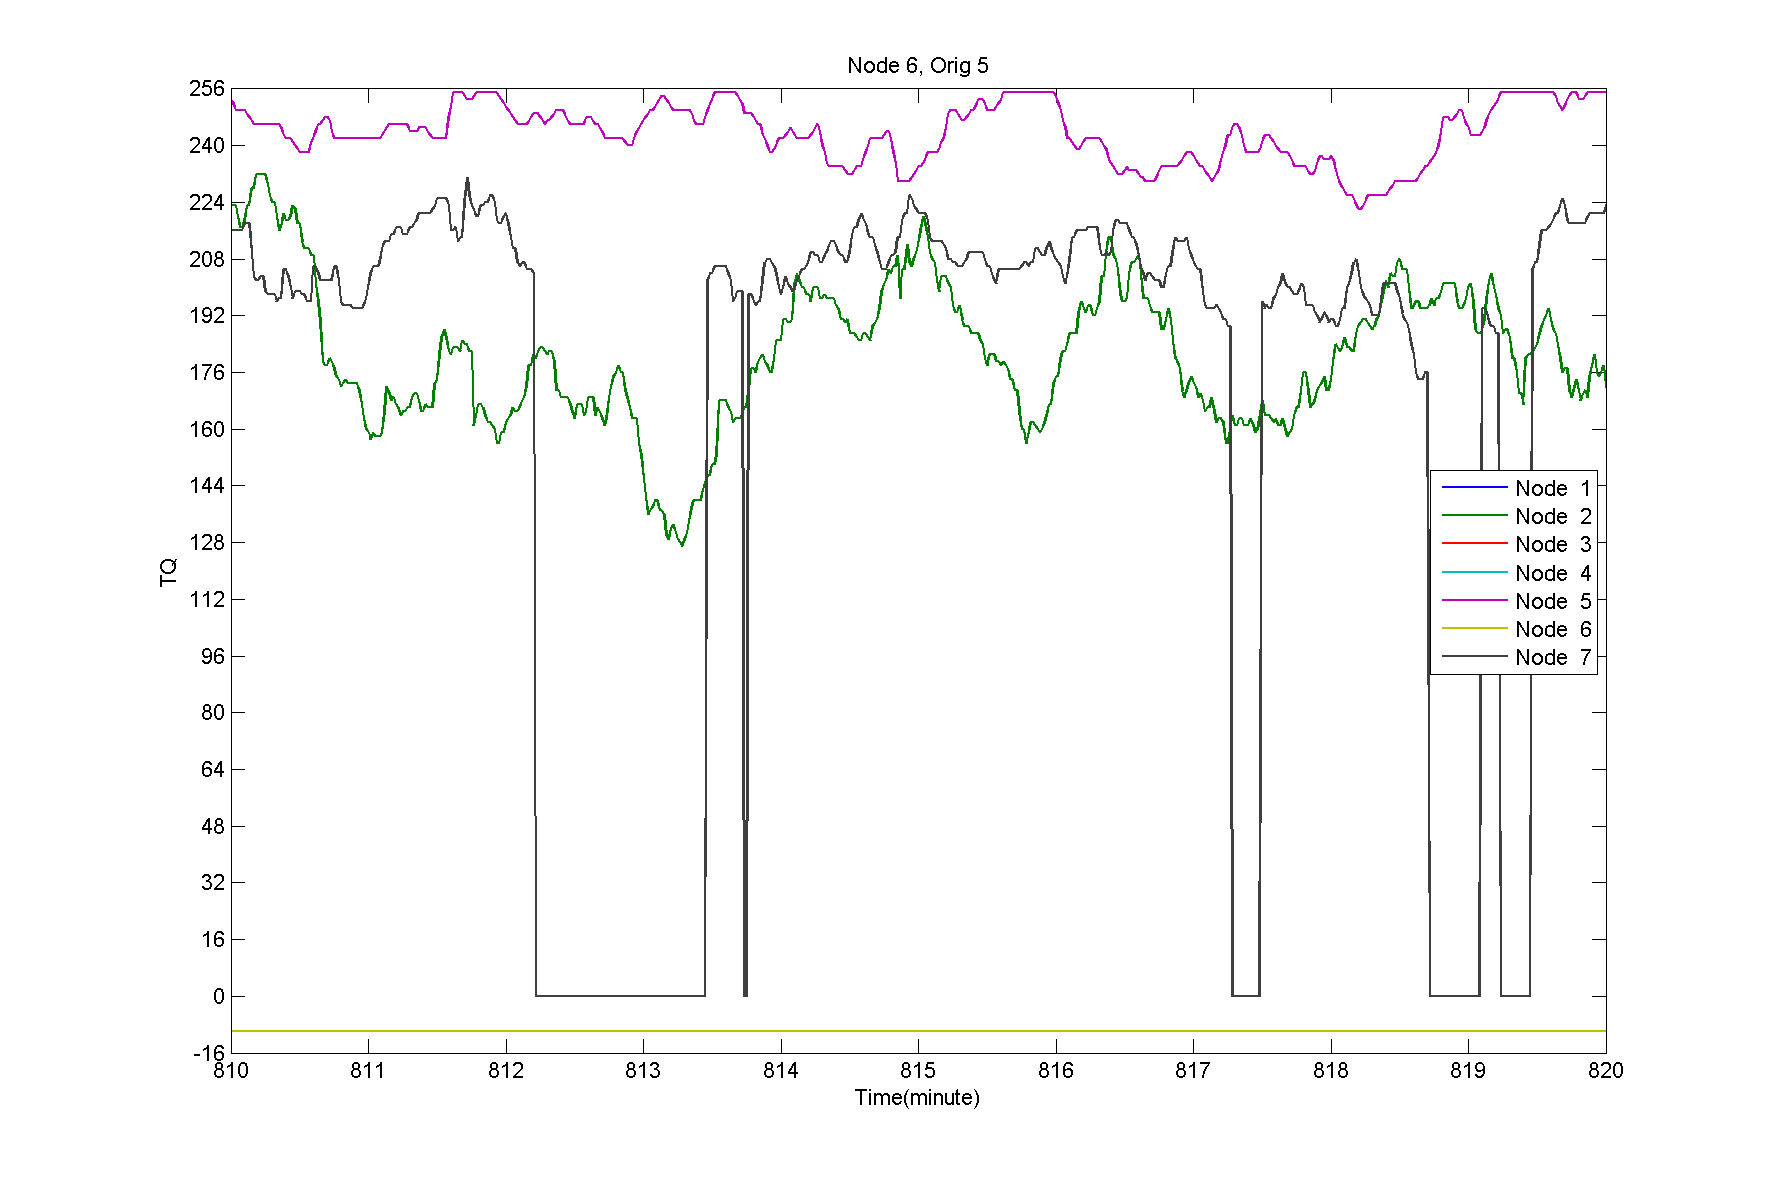 Node 6, Orig 5
256
240
224
208
192
176
160
144
128
112
96
80
64
48
32
16
0
-16
TQ
Node 1
Node 2
Node 3
Node 4
Node 5
Node 6
Node 7
810 811 812 813 814 815 816 817 818 819 820
Time(minute)